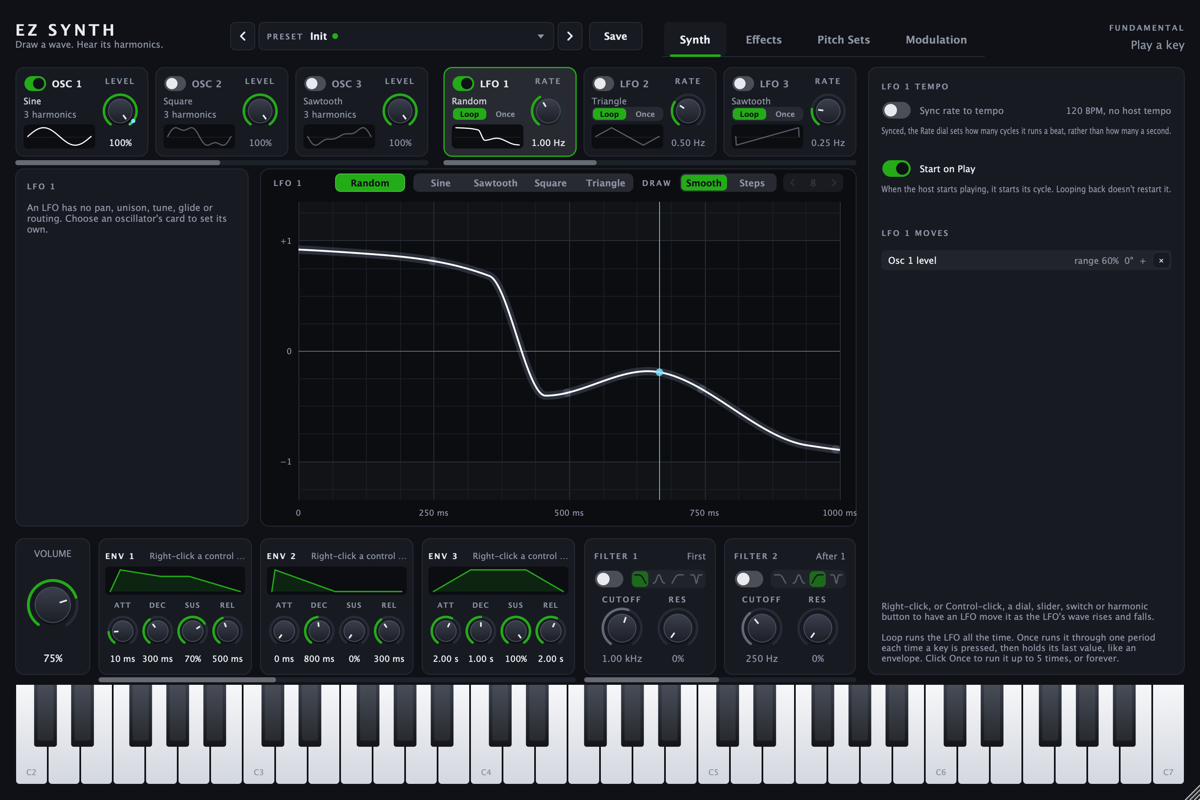 EZ SYNTH
Draw a wave. Hear its harmonics.
PRESET Init
Save
Synth
Effects
Pitch Sets
Modulation
FUNDAMENTAL
Play a key
OSC 1
LEVEL
Sine
3 harmonics
100%
OSC 2
LEVEL
Square
3 harmonics
100%
OSC 3
LEVEL
Sawtooth
3 harmonics
100%
LFO 1
RATE
Random
Loop Once
1.00 Hz
LFO 2
RATE
Triangle
Loop Once
0.50 Hz
LFO 3
RATE
Sawtooth
Loop Once
0.25 Hz
LFO 1
An LFO has no pan, unison, tune, glide or
routing. Choose an oscillator's card to set its
own.
LFO 1
Random
Sine
Sawtooth
Square
Triangle
DRAW
Smooth
Steps
8
+1
0
−1
0
250 ms
500 ms
750 ms
1000 ms
LFO 1 TEMPO
Sync rate to tempo
120 BPM, no host tempo
Synced, the Rate dial sets how many cycles it runs a beat, rather than how many a second.
Start on Play
When the host starts playing, it starts its cycle. Looping back doesn't restart it.
LFO 1 MOVES
Osc 1 level
range 60% 0° + ×
Right-click, or Control-click, a dial, slider, switch or harmonic
button to have an LFO move it as the LFO's wave rises and falls.
Loop runs the LFO all the time. Once runs it through one period
each time a key is pressed, then holds its last value, like an
envelope. Click Once to run it up to 5 times, or forever.
VOLUME
75%
ENV 1
Right-click a control ...
ATT DEC SUS REL
10 ms 300 ms 70% 500 ms
ENV 2
Right-click a control ...
ATT DEC SUS REL
0 ms 800 ms 0% 300 ms
ENV 3
Right-click a control ...
ATT DEC SUS REL
2.00 s 1.00 s 100% 2.00 s
FILTER 1
First
CUTOFF RES
1.00 kHz 0%
FILTER 2
After 1
CUTOFF RES
250 Hz 0%
C2
C3
C4
C5
C6
C7